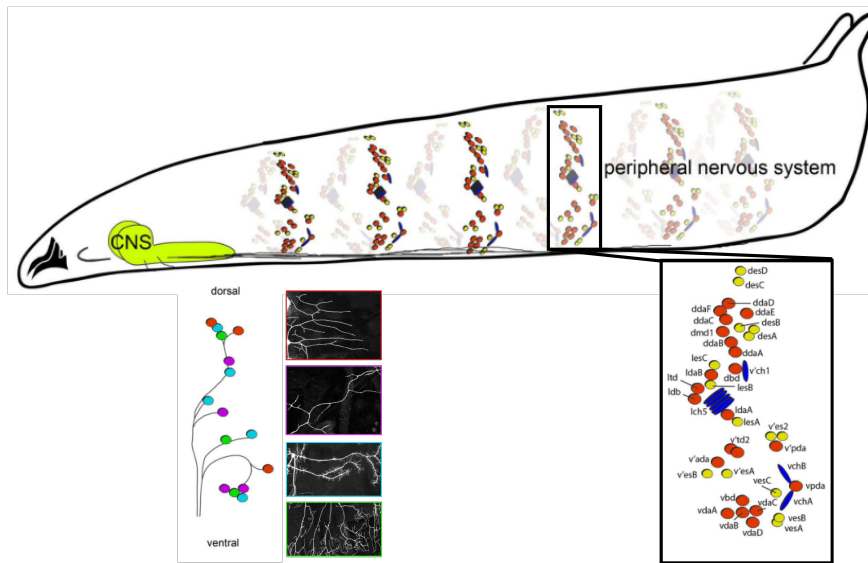 peripheral nervous system
CNS
dorsal
ventral
desD
desC
ddaD
ddaF
ddaE
ddaC
desB
dmd1
desA
ddaB
ddaA
lesC
ldaB
dbd
v'ch1
ltd
lesB
ldb
lch5
ldaA
lesA
v'es2
v'td2
v'pda
v'ada
vchB
v'esB
v'esA
vesC
vpda
vbd
vdaC
vchA
vdaA
vesB
vdaB
vesA
vdaD